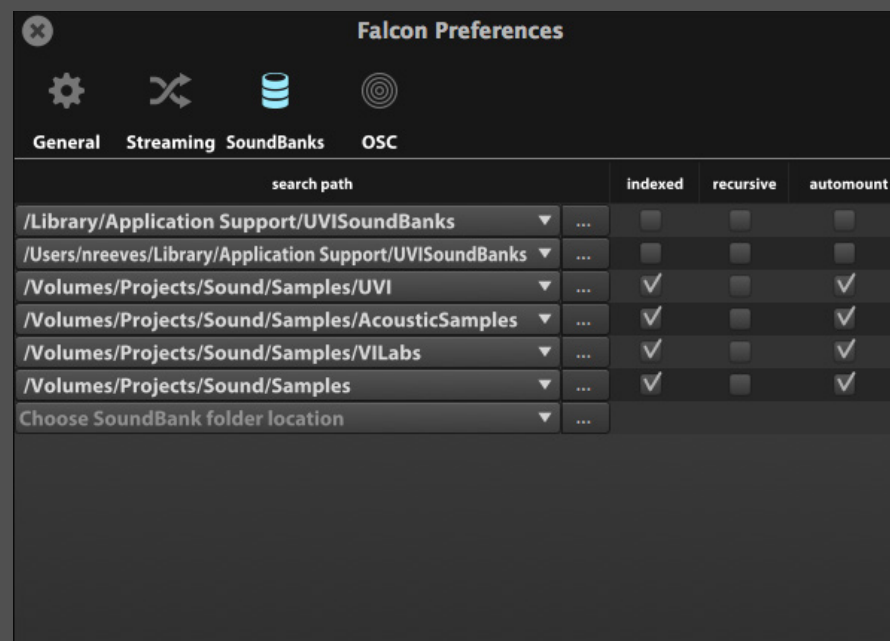 Falcon Preferences
General Streaming SoundBanks OSC
search path indexed recursive automount
/Library/Application Support/UVISoundBanks ...
/Users/nreeves/Library/Application Support/UVISoundBanks ...
/Volumes/Projects/Sound/Samples/UVI ...
/Volumes/Projects/Sound/Samples/AcousticSamples ...
/Volumes/Projects/Sound/Samples/VILabs ...
/Volumes/Projects/Sound/Samples ...
Choose SoundBank folder location ...